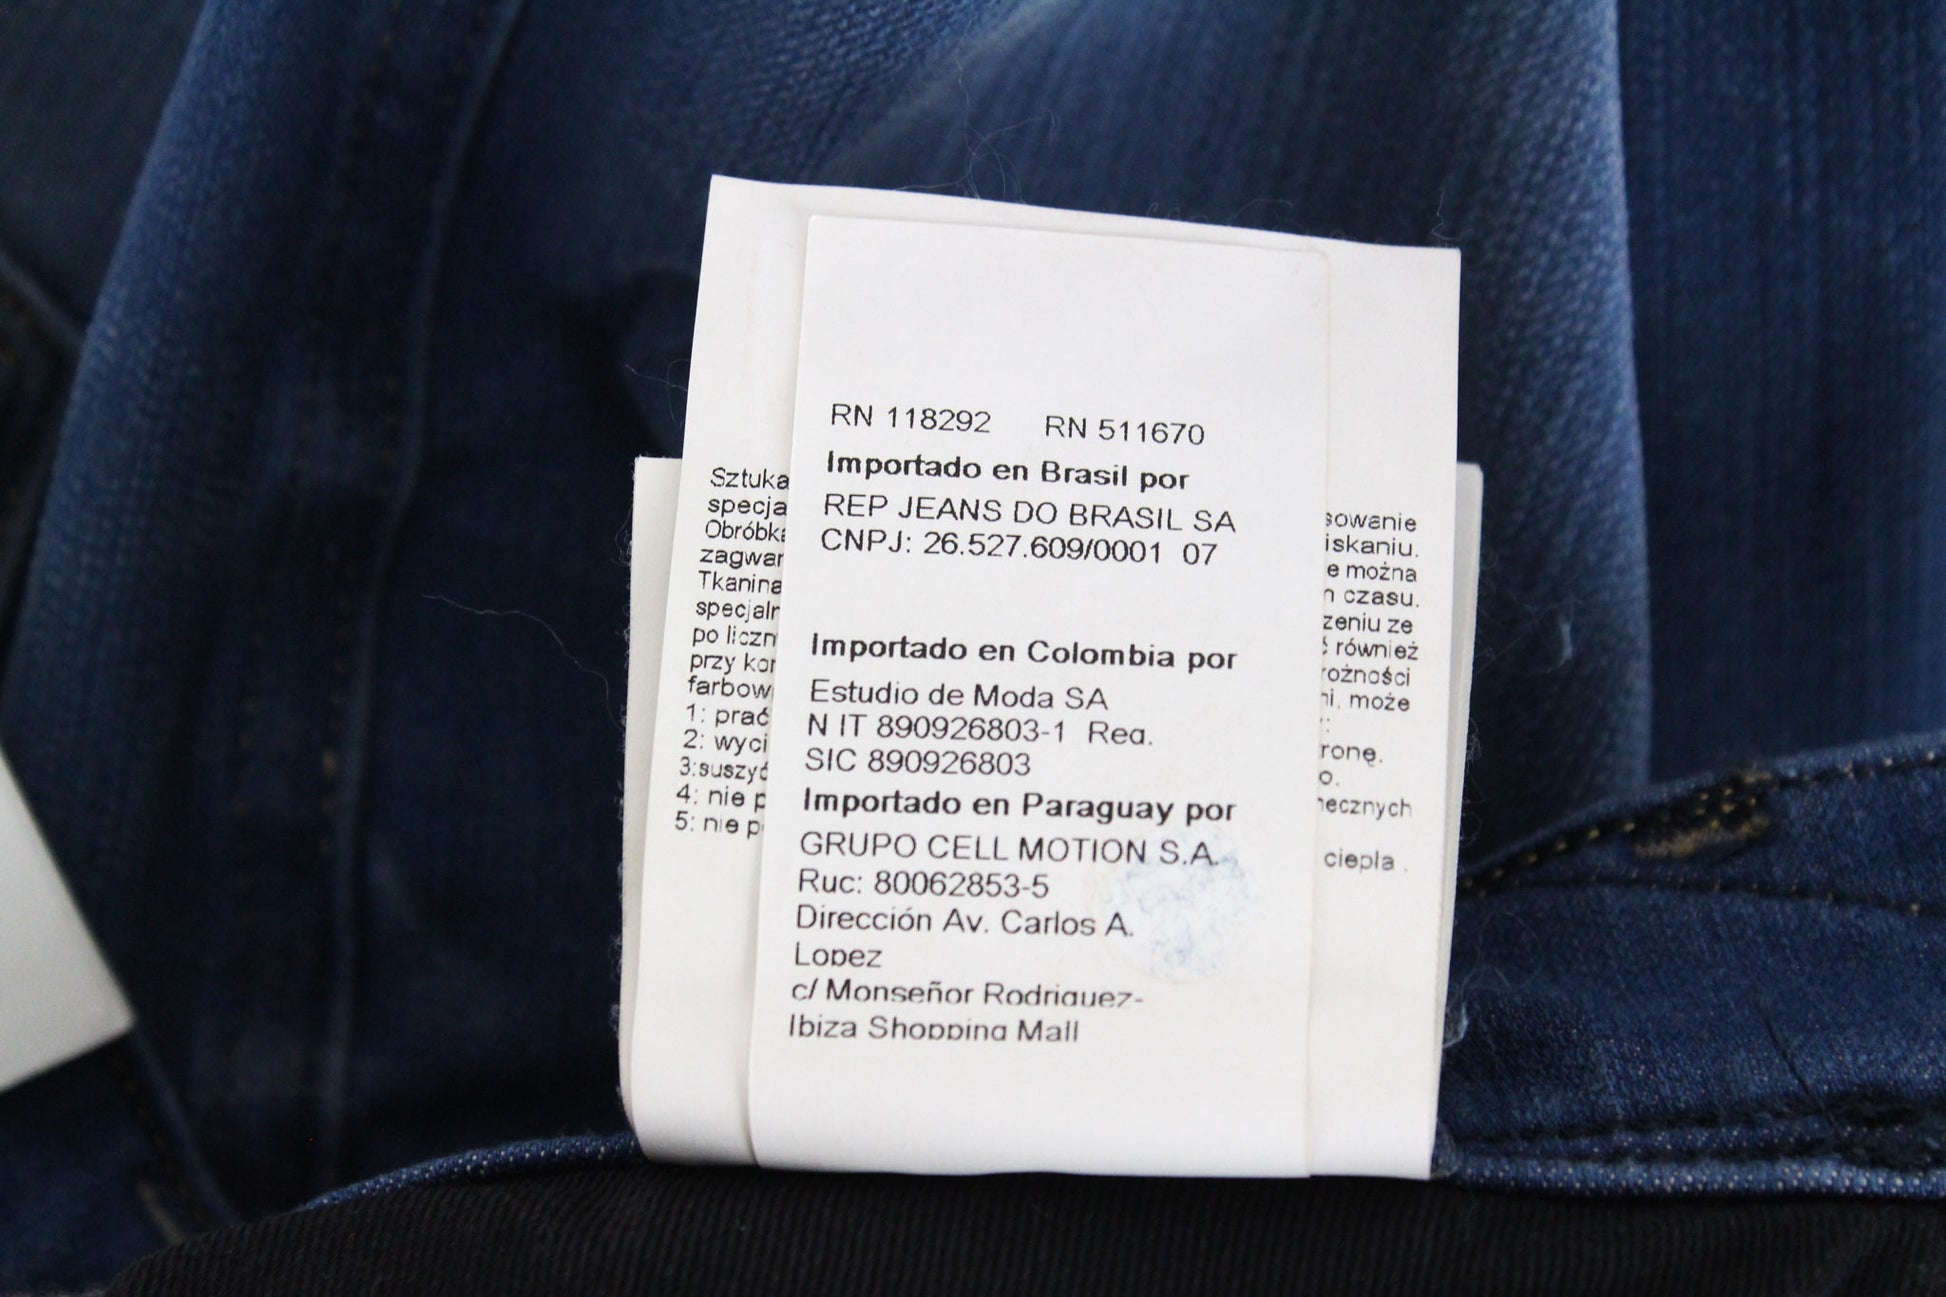 RN 118292 RN 511670
Importado en Brasil por
REP JEANS DO BRASIL SA
CNPJ: 26.527.609/0001 07
Importado en Colombia por
Estudio de Moda SA
N IT 890926803-1 Reg.
SIC 890926803
Importado en Paraguay por
GRUPO CELL MOTION S.A.
Ruc: 80062853-5
Dirección Av. Carlos A.
Lopez
c/ Monseñor Rodriguez-
Ibiza Shopping Mall
Sztuka
specja
Obróbka
zagwar
Tkanina
specjaln
po liczn
przy kor
farbow
1: prać
2: wyci
3:suszyć
4: nie p
5: nie p
sowanie
iskaniu.
e można
n czasu.
zeniu ze
ć również
rożności
ni, może
:
ronę.
o.
necznych
ciepla .